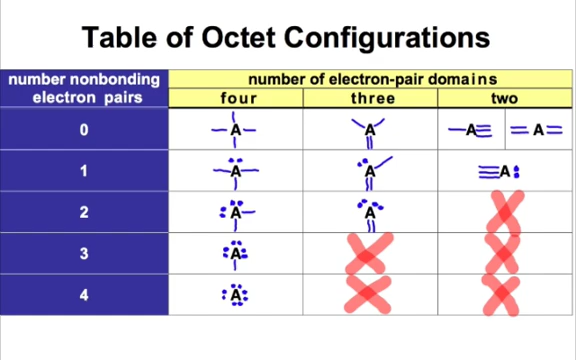 Table of Octet Configurations
number nonbonding electron pairs
number of electron-pair domains
four three two
0 A A A A
1 A A A
2 A A
3 A
4 A